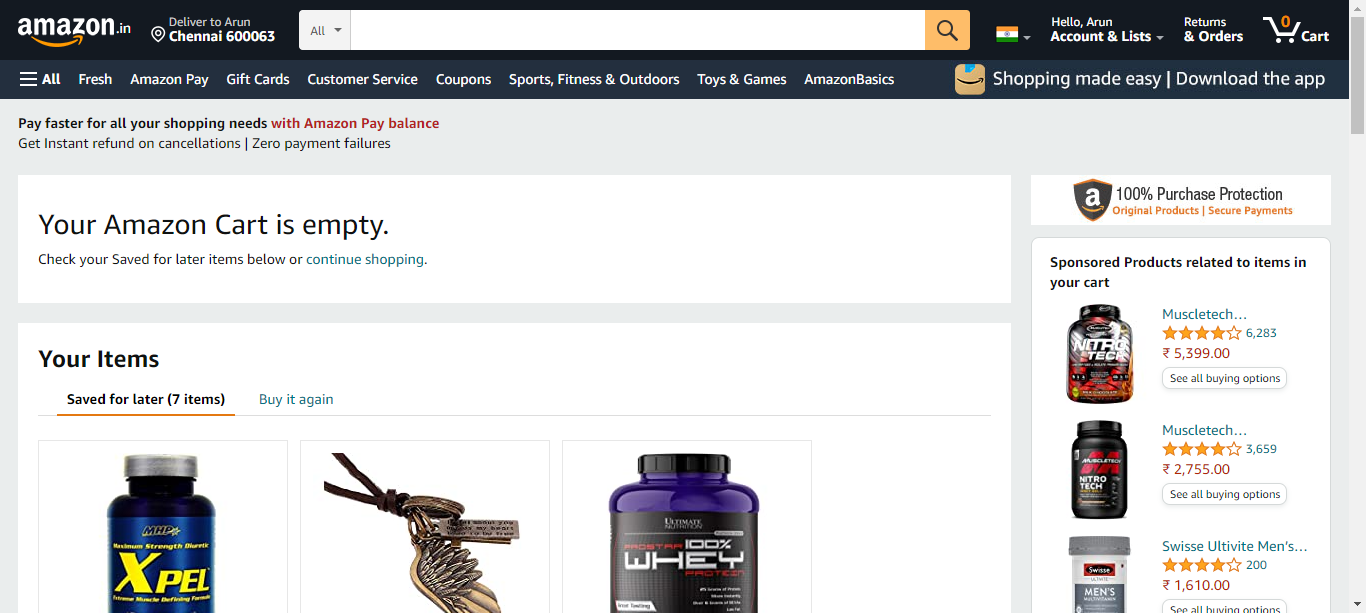 amazon.in
Deliver to Arun
Chennai 600063
All
Hello, Arun
Account & Lists
Returns
& Orders
0
Cart
All
Fresh
Amazon Pay
Gift Cards
Customer Service
Coupons
Sports, Fitness & Outdoors
Toys & Games
AmazonBasics
Shopping made easy | Download the app
Pay faster for all your shopping needs with Amazon Pay balance
Get Instant refund on cancellations | Zero payment failures
Your Amazon Cart is empty.
Check your Saved for later items below or continue shopping.
Your Items
Saved for later (7 items)
Buy it again
MHP
Maximum Strength Diuretic
XPEL
Extreme Muscle Defining Formula
ULTIMATE
NUTRITION
PROSTAR 100%
WHEY
PROTEIN
Great Tasting
a
100% Purchase Protection
Original Products | Secure Payments
Sponsored Products related to items in
your cart
NITRO
TECH
Muscletech…
6,283
₹ 5,399.00
See all buying options
MUSCLETECH
NITRO
TECH
Muscletech…
3,659
₹ 2,755.00
See all buying options
Swisse
ULTIVITE
MEN'S
MULTIVITAMIN
Swisse Ultivite Men's…
200
₹ 1,610.00
See all buying options